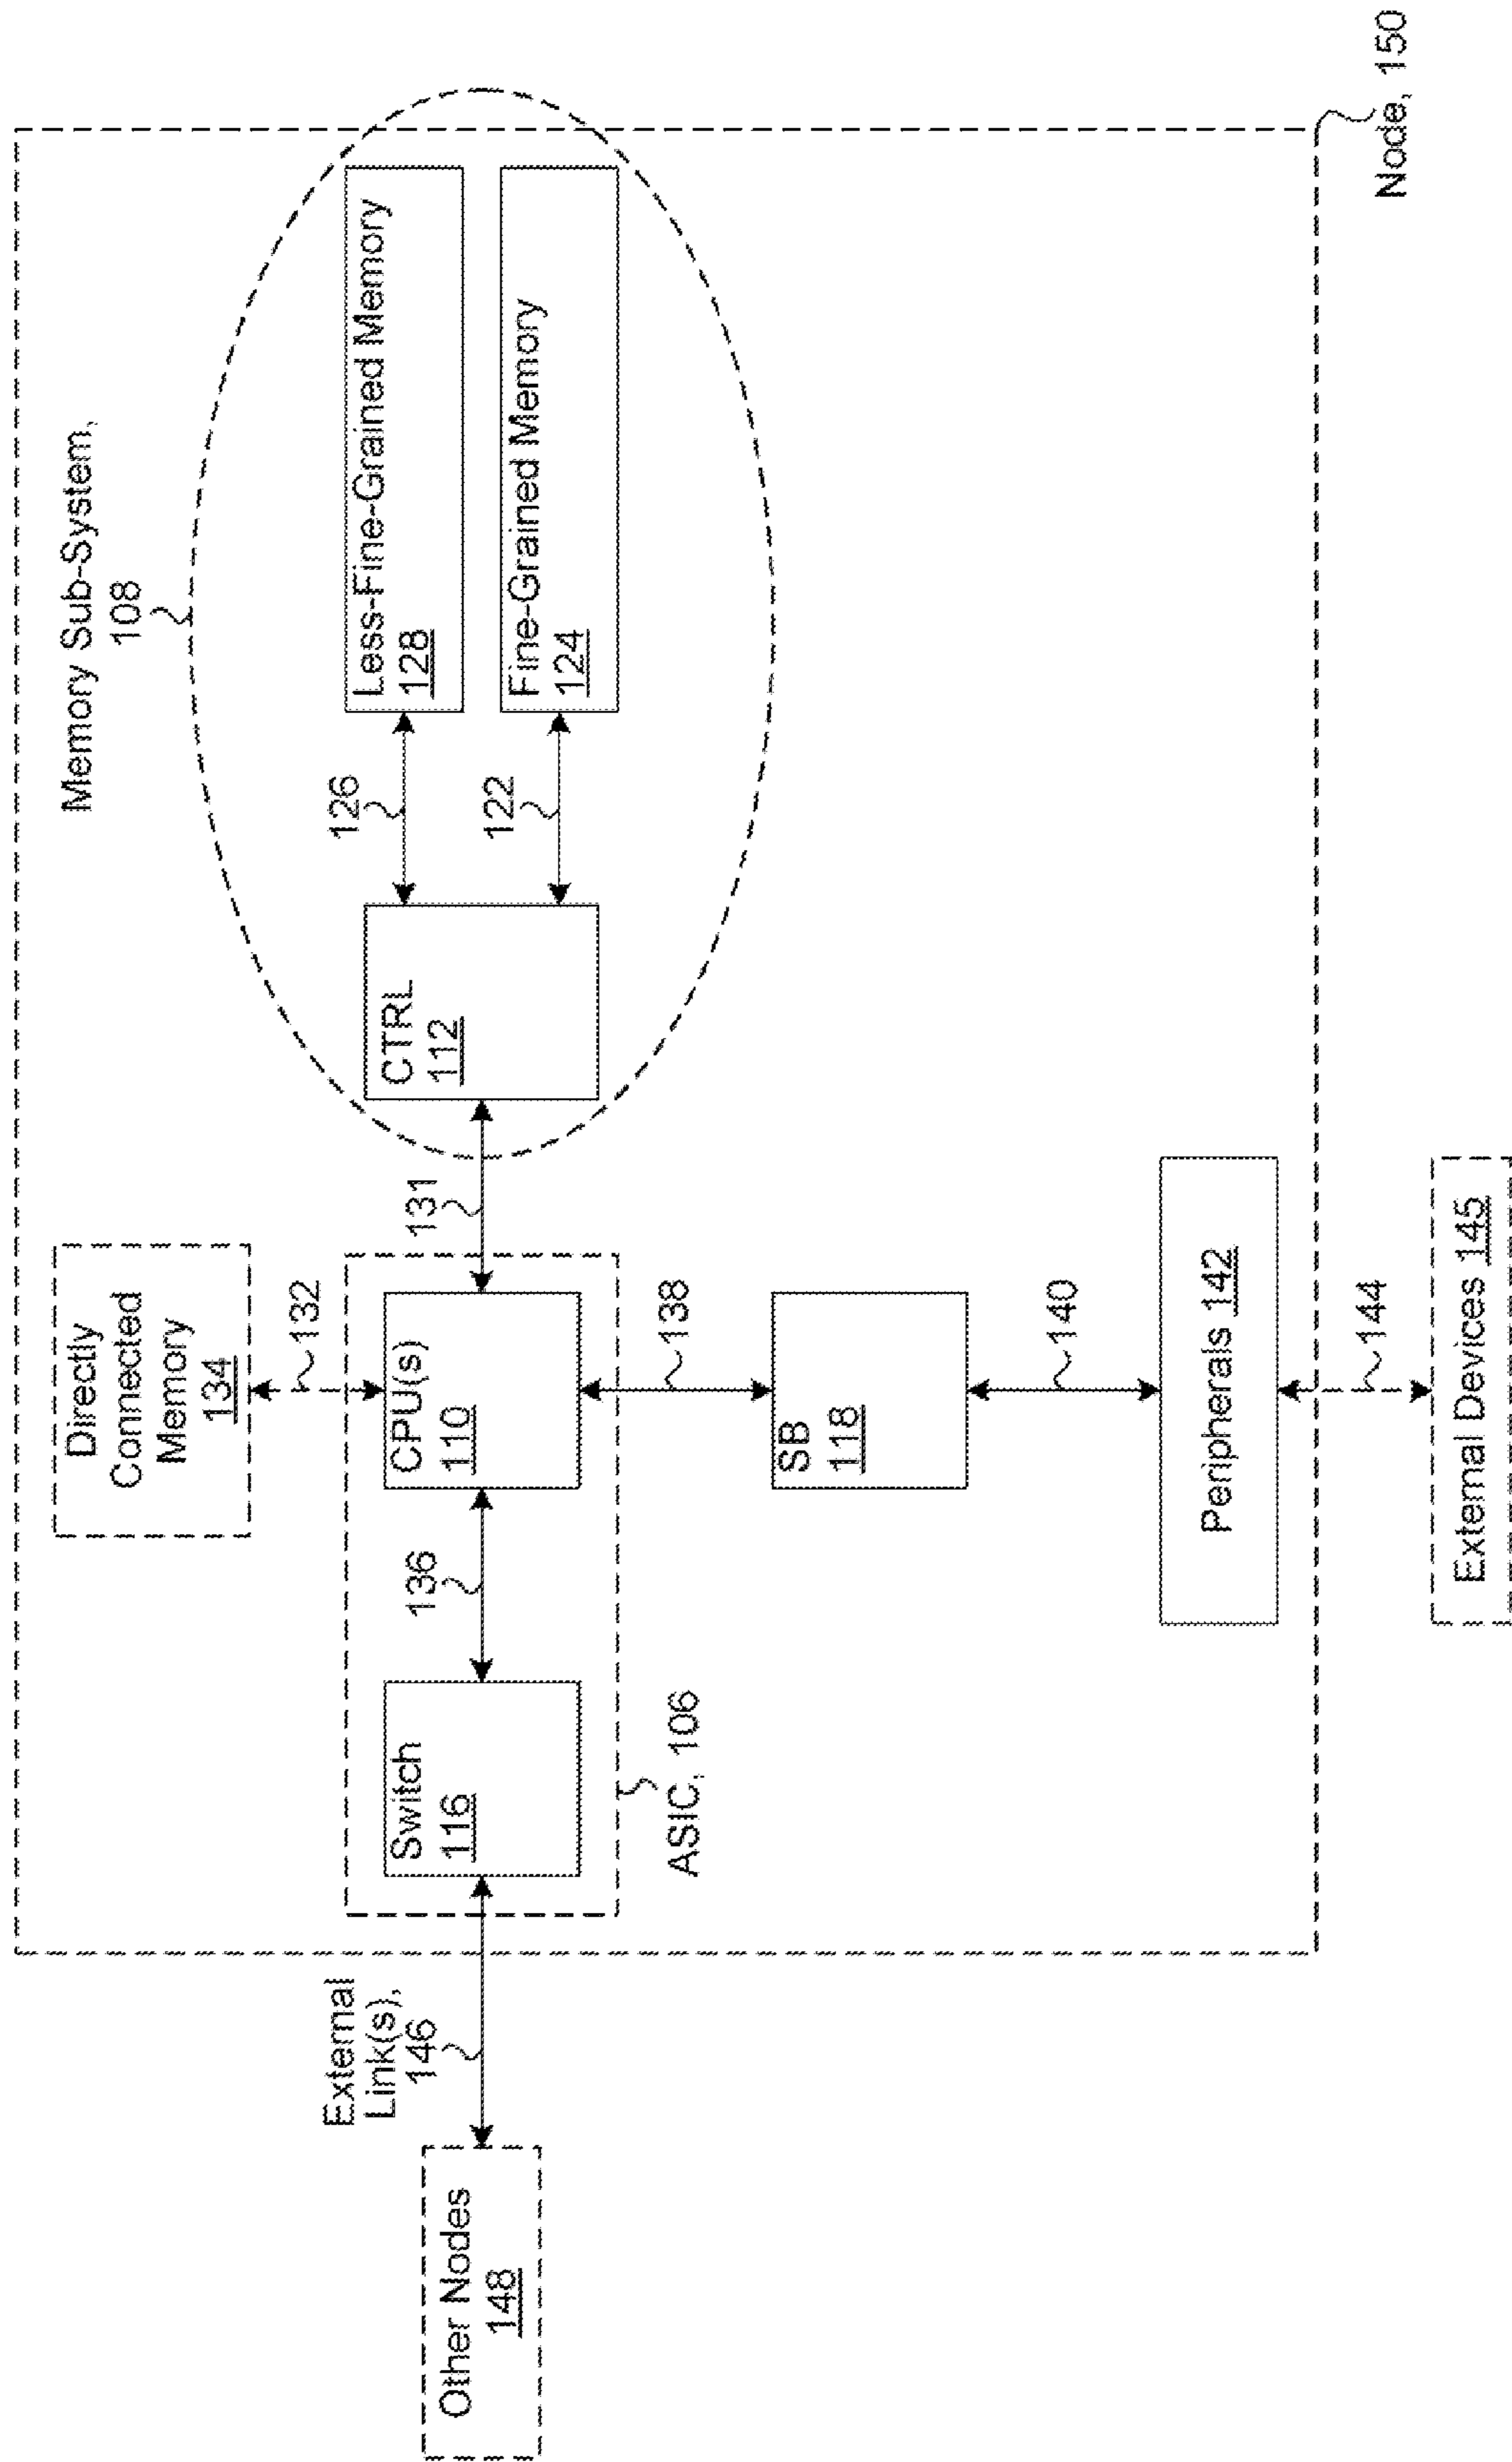 Memory Sub-System,
108
Directly
Connected
Memory
134
132
External
Link(s),
146
Other Nodes
148
Switch
116
136
CPU(s)
110
131
CTRL
112
126
122
Less-Fine-Grained Memory
128
Fine-Grained Memory
124
ASIC, 106
138
SB
118
140
Peripherals 142
144
External Devices 145
Node, 150